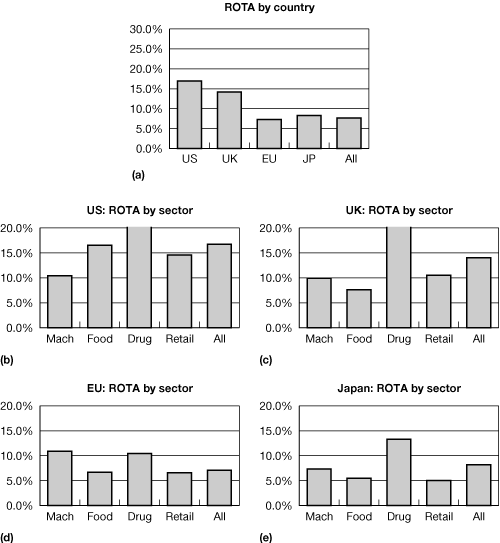 ROTA by country
30.0%
25.0%
20.0%
15.0%
10.0%
5.0%
0.0%
US UK EU JP All
(a)
US: ROTA by sector
20.0%
15.0%
10.0%
5.0%
0.0%
Mach Food Drug Retail All
(b)
UK: ROTA by sector
20.0%
15.0%
10.0%
5.0%
0.0%
Mach Food Drug Retail All
(c)
EU: ROTA by sector
20.0%
15.0%
10.0%
5.0%
0.0%
Mach Food Drug Retail All
(d)
Japan: ROTA by sector
20.0%
15.0%
10.0%
5.0%
0.0%
Mach Food Drug Retail All
(e)